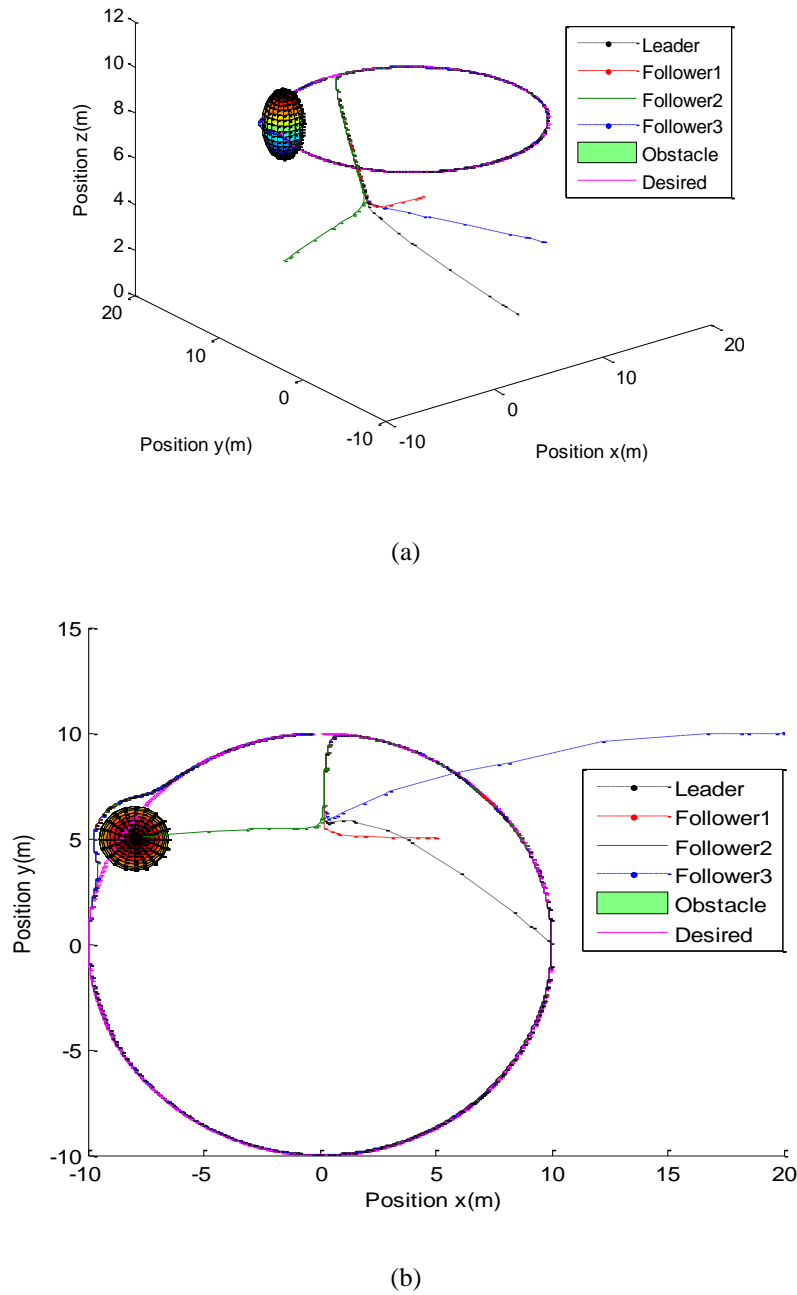 12
10
8
6
4
2
0
20
10
0
-10
-10
0
10
20
Position z(m)
Position y(m)
Position x(m)
Leader
Follower1
Follower2
Follower3
Obstacle
Desired
(a)
15
10
5
0
-5
-10
-10
-5
0
5
10
15
20
Position y(m)
Position x(m)
Leader
Follower1
Follower2
Follower3
Obstacle
Desired
(b)